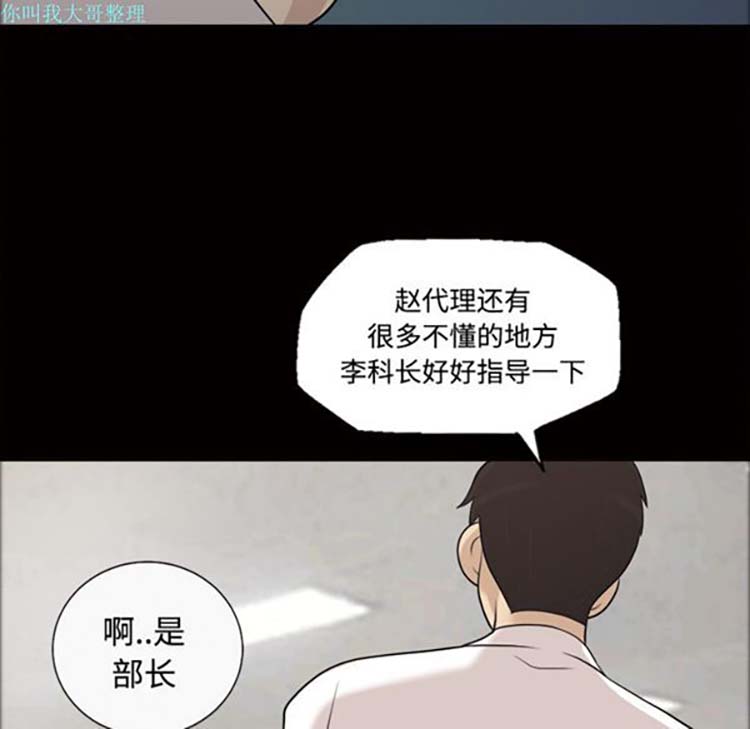 你叫我大哥整理
赵代理还有
很多不懂的地方
李科长好好指导一下
啊..是
部长